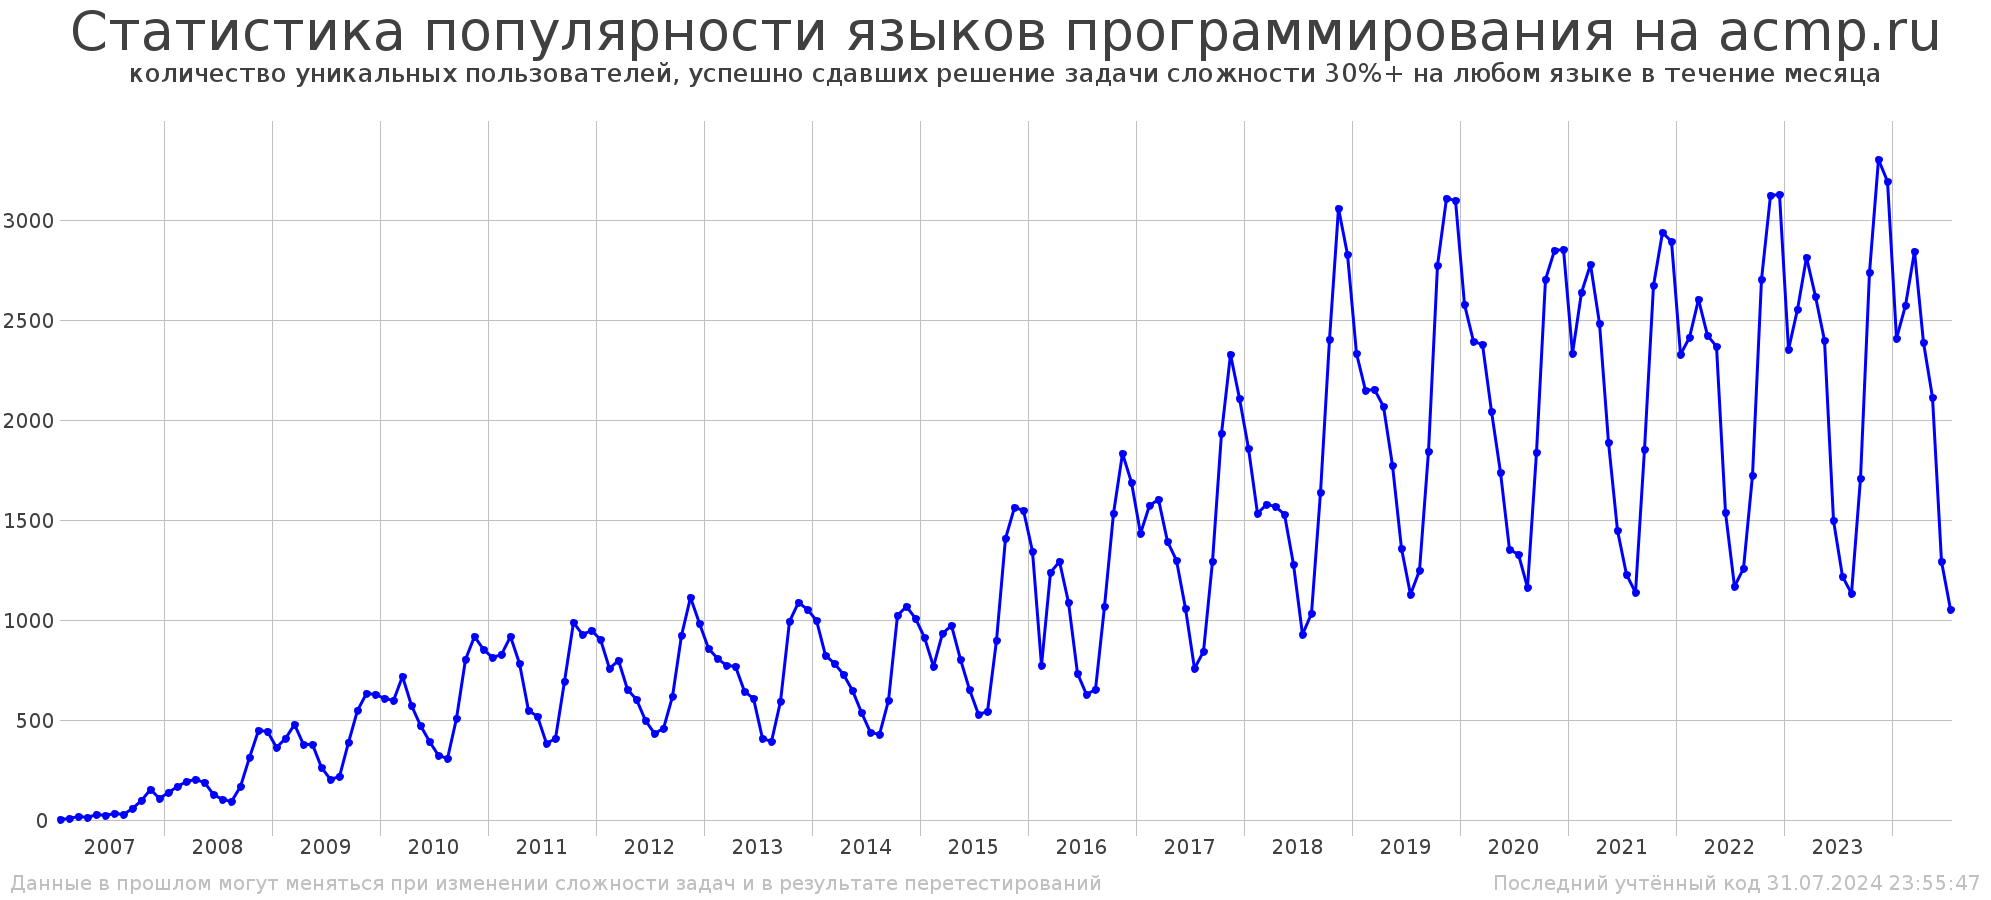 Статистика популярности языков программирования на acmp.ru
количество уникальных пользователей, успешно сдавших решение задачи сложности 30%+ на любом языке в течение месяца
3000
2500
2000
1500
1000
500
0
2007 2008 2009 2010 2011 2012 2013 2014 2015 2016 2017 2018 2019 2020 2021 2022 2023
Данные в прошлом могут меняться при изменении сложности задач и в результате перетестирований
Последний учтённый код 31.07.2024 23:55:47